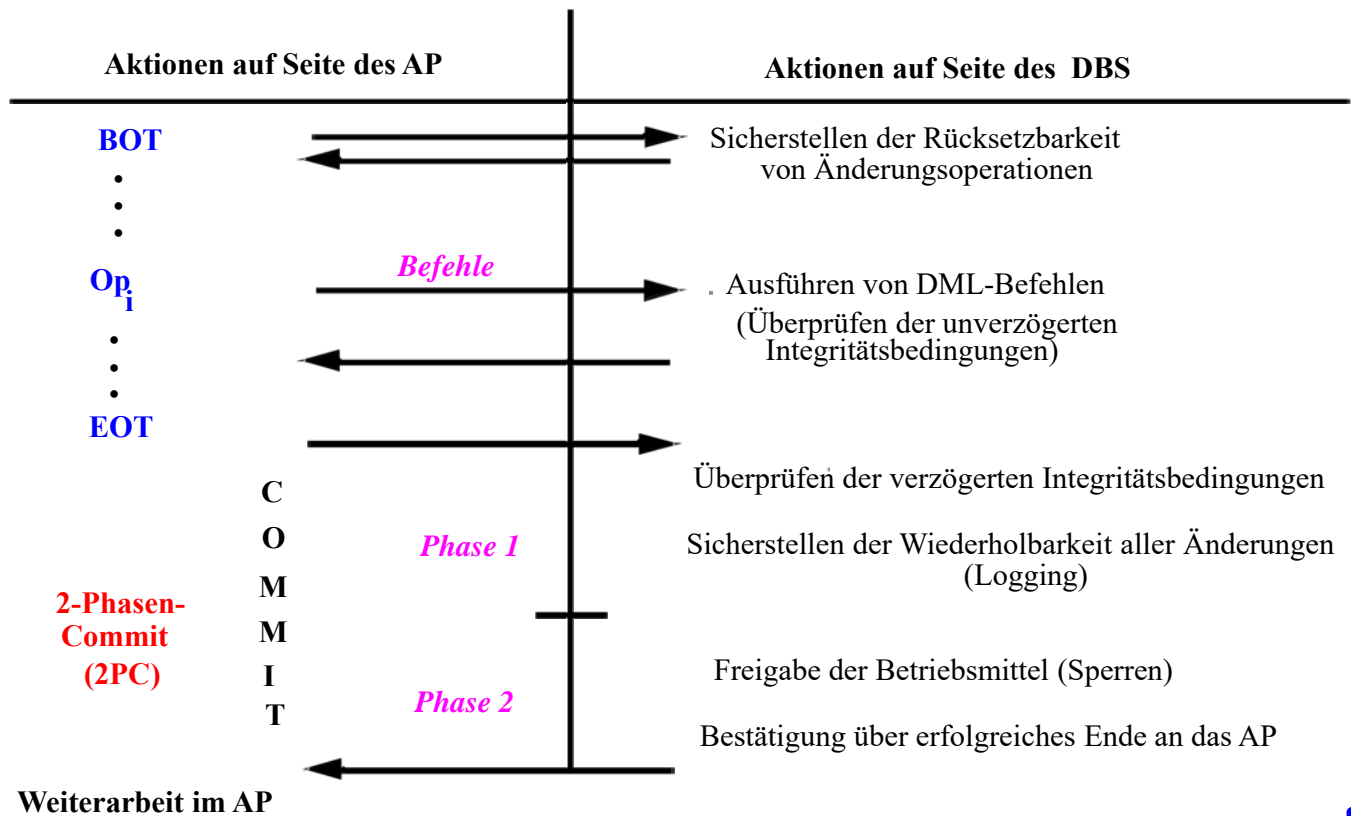 Aktionen auf Seite des AP
Aktionen auf Seite des DBS
BOT
Sicherstellen der Rücksetzbarkeit
von Änderungsoperationen
Befehle
Op
i
Ausführen von DML-Befehlen
(Überprüfen der unverzögerten
Integritätsbedingungen)
EOT
Überprüfen der verzögerten Integritätsbedingungen
C
O
M
M
I
T
Phase 1
Sicherstellen der Wiederholbarkeit aller Änderungen
(Logging)
2-Phasen-
Commit
(2PC)
Freigabe der Betriebsmittel (Sperren)
Phase 2
Bestätigung über erfolgreiches Ende an das AP
Weiterarbeit im AP